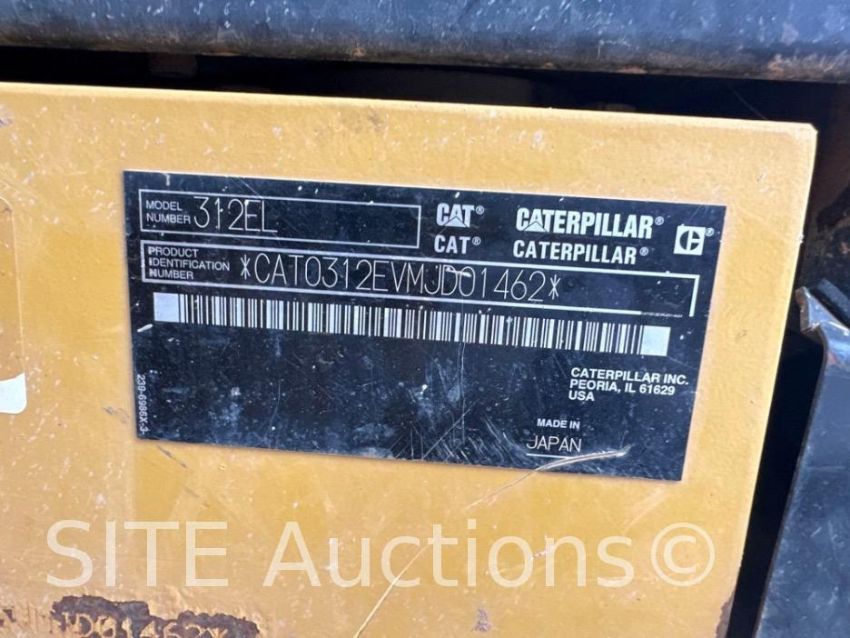 MODEL
NUMBER 312EL
CAT® CATERPILLAR® C
CAT® CATERPILLAR®
PRODUCT
IDENTIFICATION
NUMBER *CAT0312EVMJD01462*
CATERPILLAR INC.
PEORIA, IL 61629
USA
MADE IN
JAPAN
SITE Auctions©
JD01462*